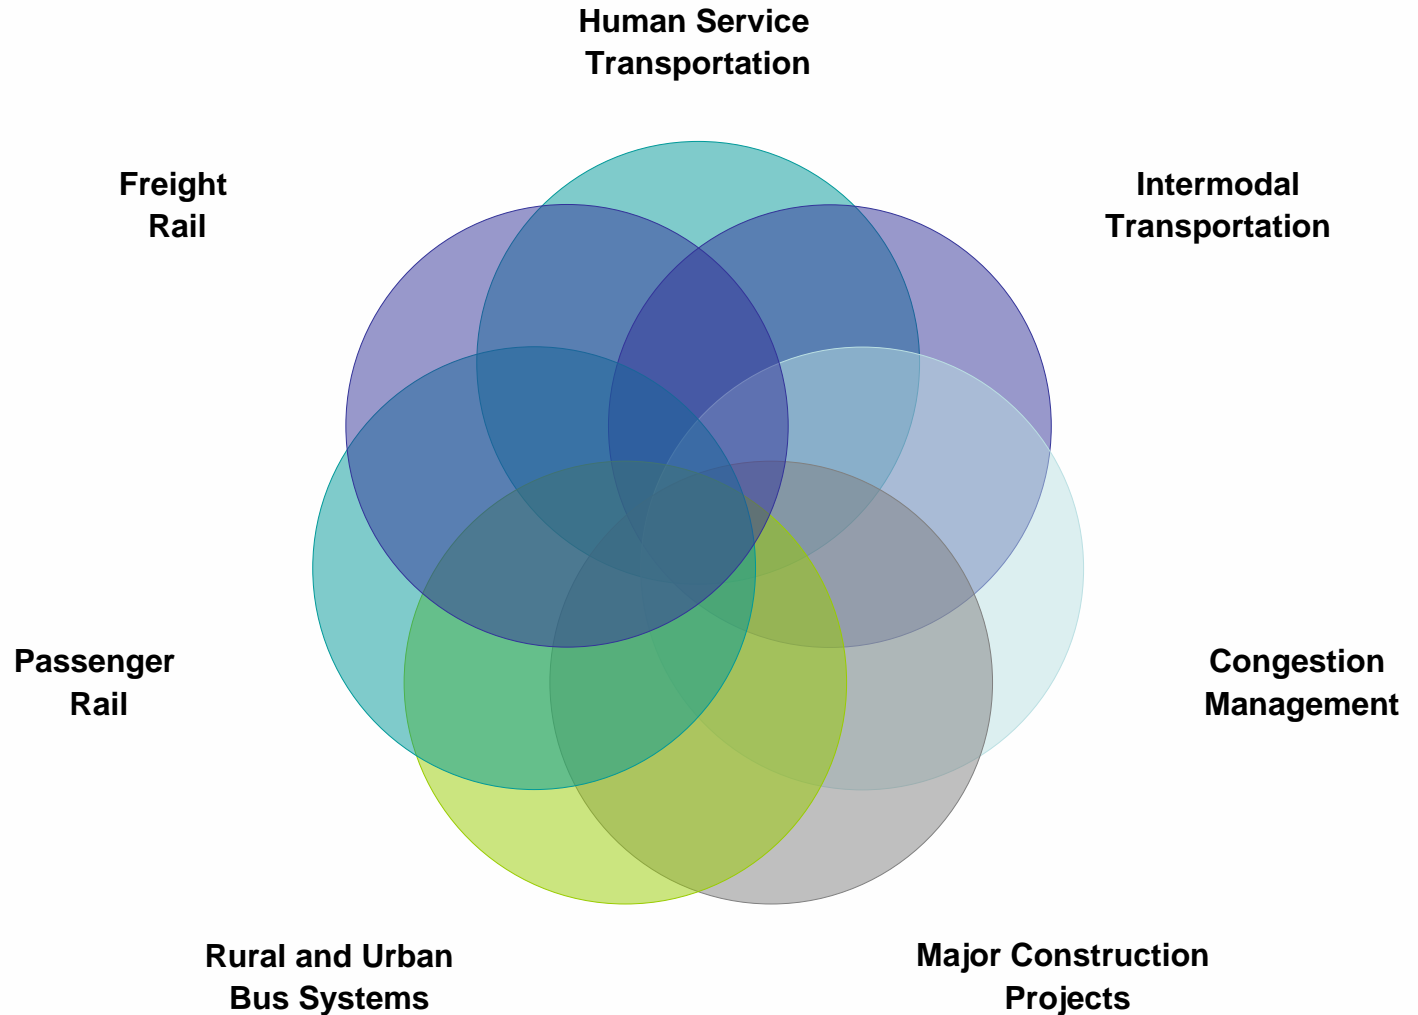 Human Service
Transportation
Freight
Rail
Intermodal
Transportation
Passenger
Rail
Congestion
Management
Rural and Urban
Bus Systems
Major Construction
Projects